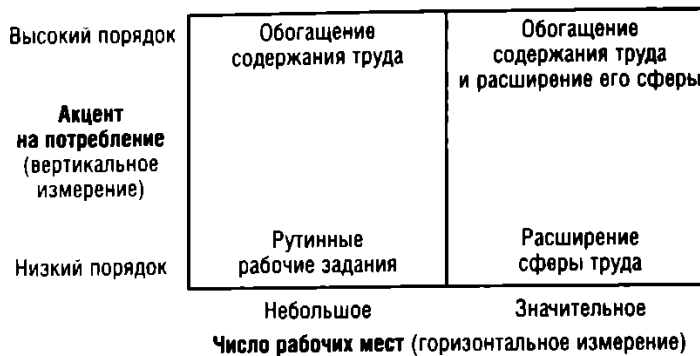 Высокий порядок
Обогащение
содержания труда
Обогащение
содержания труда
и расширение его сферы
Акцент
на потребление
(вертикальное
измерение)
Низкий порядок
Рутинные
рабочие задания
Расширение
сферы труда
Небольшое
Значительное
Число рабочих мест (горизонтальное измерение)